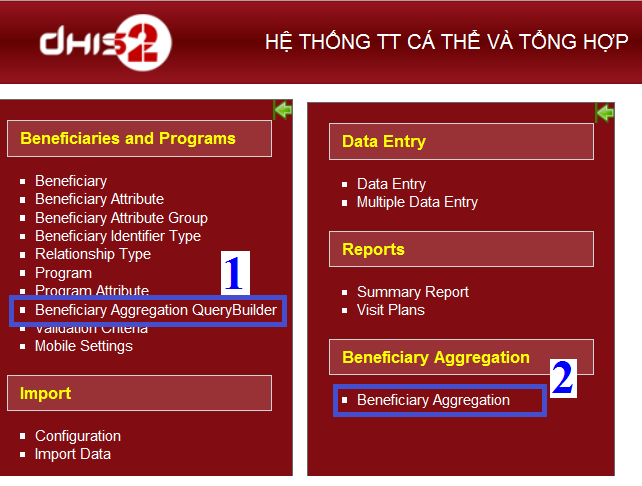 dhis2
HỆ THỐNG TT CÁ THỂ VÀ TỔNG HỢP
Beneficiaries and Programs
Beneficiary
Beneficiary Attribute
Beneficiary Attribute Group
Beneficiary Identifier Type
Relationship Type
Program
Program Attribute
1
Beneficiary Aggregation QueryBuilder
Validation Criteria
Mobile Settings
Import
Configuration
Import Data
Data Entry
Data Entry
Multiple Data Entry
Reports
Summary Report
Visit Plans
Beneficiary Aggregation
2
Beneficiary Aggregation